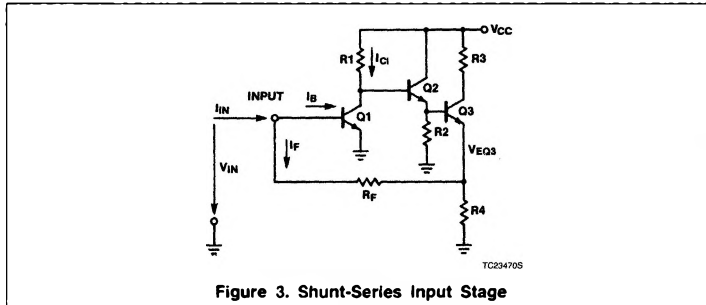 VCC
R1
ICI
R3
Q2
INPUT
IB
Q3
IIN
Q1
R2
VEQ3
IF
VIN
RF
R4
TC23470S
Figure 3. Shunt-Series Input Stage